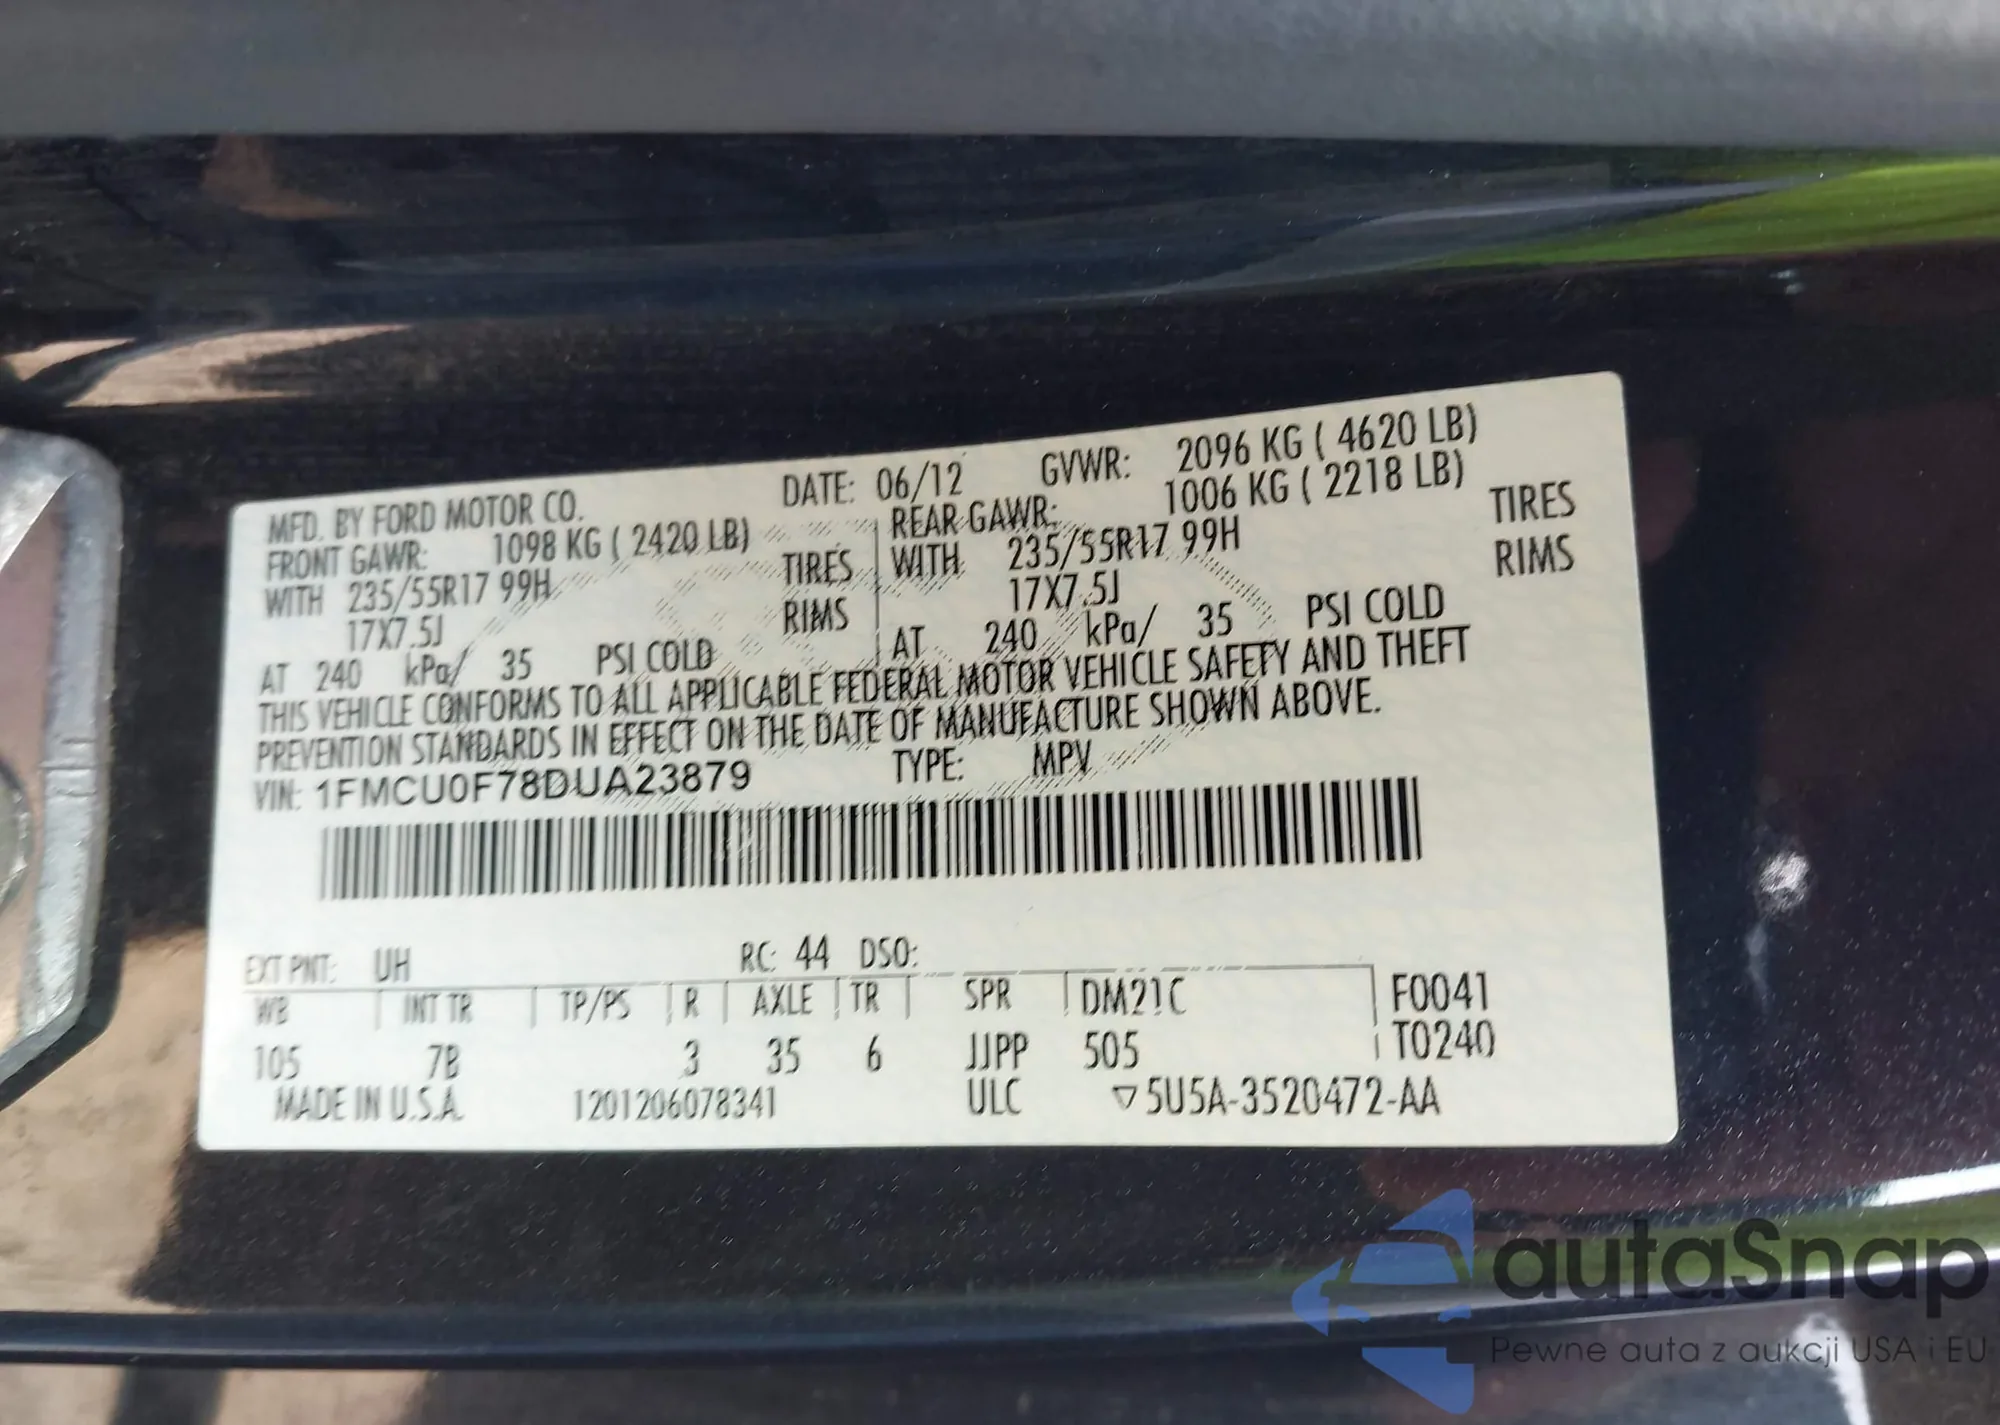 MFD. BY FORD MOTOR CO. DATE: 06/12 GVWR: 2096 KG ( 4620 LB)
FRONT GAWR: 1098 KG ( 2420 LB) REAR GAWR: 1006 KG ( 2218 LB)
WITH 235/55R17 99H TIRES WITH 235/55R17 99H TIRES
17X7.5J RIMS 17X7.5J RIMS
AT 240 kPa/ 35 PSI COLD AT 240 kPa/ 35 PSI COLD
THIS VEHICLE CONFORMS TO ALL APPLICABLE FEDERAL MOTOR VEHICLE SAFETY AND THEFT
PREVENTION STANDARDS IN EFFECT ON THE DATE OF MANUFACTURE SHOWN ABOVE.
VIN: 1FMCU0F78DUA23879 TYPE: MPV
EXT PNT: UH RC: 44 DSO:
WB INT TR TP/PS R AXLE TR SPR DM21C F0041
105 7B 3 35 6 JJPP 505 T0240
MADE IN U.S.A. 1201206078341 ULC ▽5U5A-3520472-AA
autaSnap
Pewne auta z aukcji USA i EU